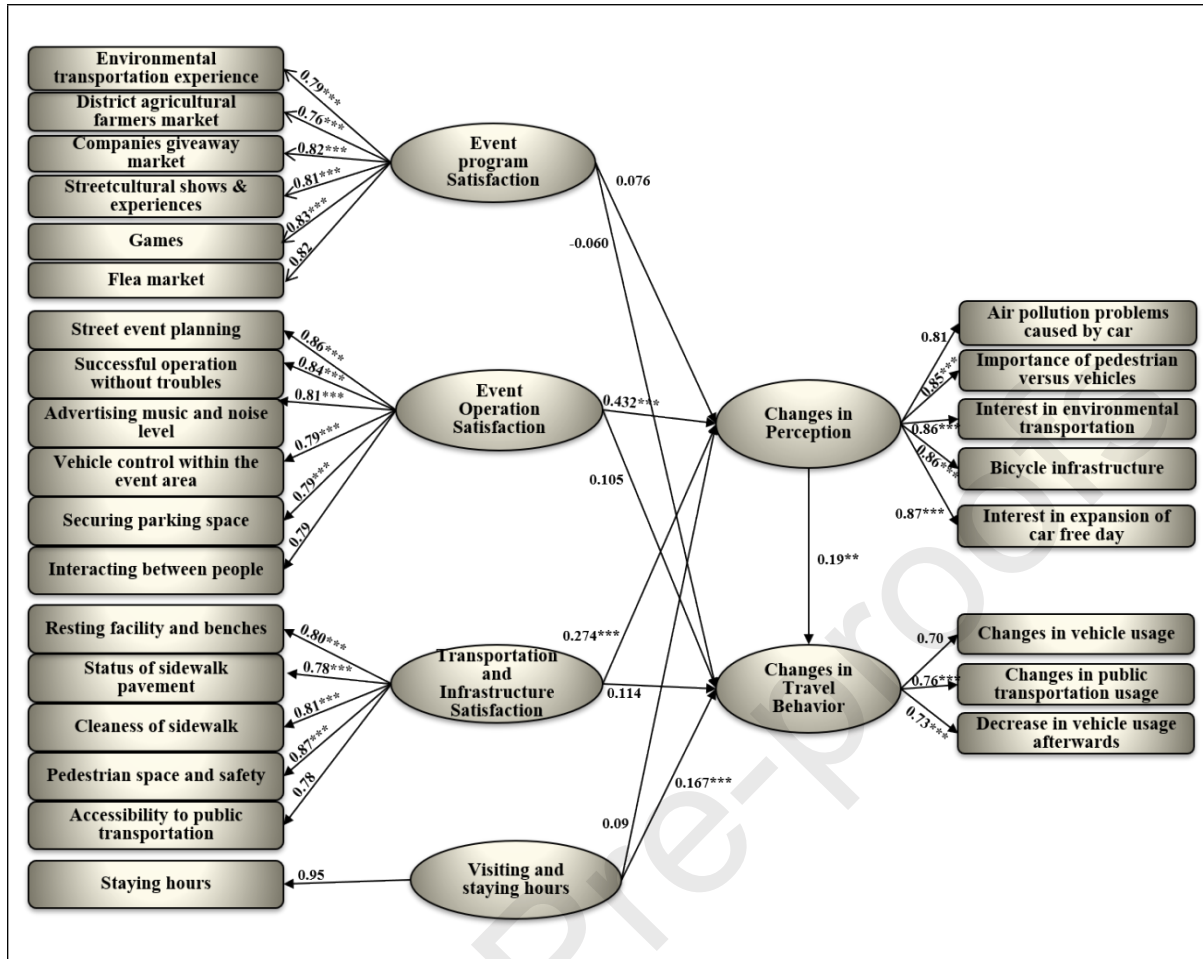 Environmental
transportation experience
0.79***
District agricultural
farmers market
0.76***
Companies giveaway
market
0.82***
Streetcultural shows &
experiences
0.81***
Games
0.83***
Flea market
0.82
Event
program
Satisfaction
0.076
-0.060
Street event planning
0.86***
Successful operation
without troubles
0.84***
Advertising music and noise
level
0.81***
Vehicle control within the
event area
0.79***
Securing parking space
0.79***
Interacting between people
0.79
Event
Operation
Satisfaction
0.432***
0.105
Resting facility and benches
0.80***
Status of sidewalk
pavement
0.78***
Cleaness of sidewalk
0.81***
Pedestrian space and safety
0.87***
Accessibility to public
transportation
0.78
Transportation
and
Infrastructure
Satisfaction
0.274***
0.114
Staying hours
0.95
Visiting and
staying hours
0.09
0.167***
Changes in
Perception
0.19**
Changes in
Travel
Behavior
0.81
Air pollution problems
caused by car
0.85***
Importance of pedestrian
versus vehicles
0.86***
Interest in environmental
transportation
0.86***
Bicycle infrastructure
0.87***
Interest in expansion of
car free day
0.70
Changes in vehicle usage
0.76***
Changes in public
transportation usage
0.73***
Decrease in vehicle usage
afterwards
Pre-proofs